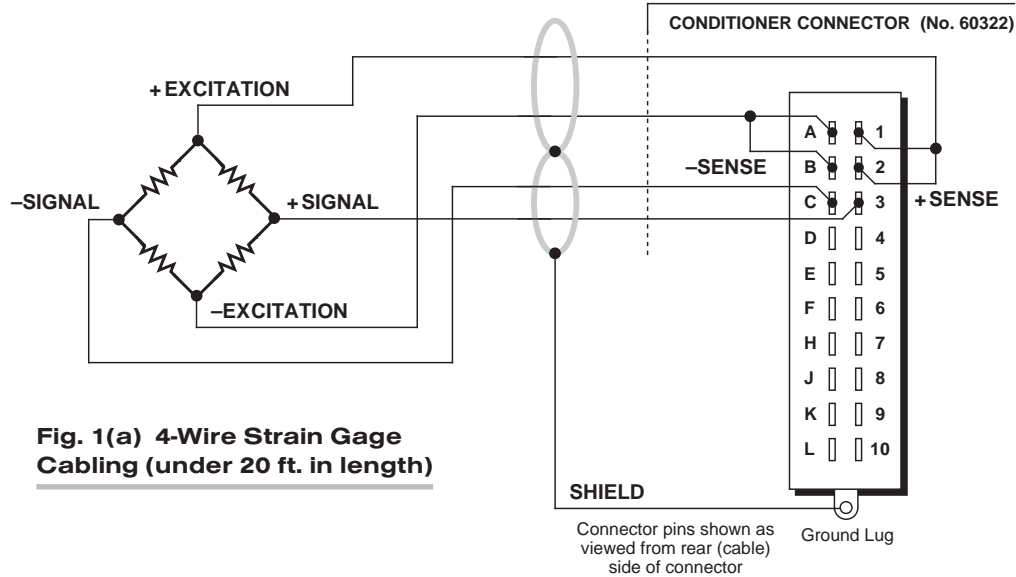 CONDITIONER CONNECTOR (No. 60322)
+EXCITATION
–SIGNAL
+SIGNAL
–EXCITATION
–SENSE
+SENSE
A 1
B 2
C 3
D 4
E 5
F 6
H 7
J 8
K 9
L 10
Fig. 1(a) 4-Wire Strain Gage
Cabling (under 20 ft. in length)
SHIELD
Connector pins shown as
viewed from rear (cable)
side of connector
Ground Lug